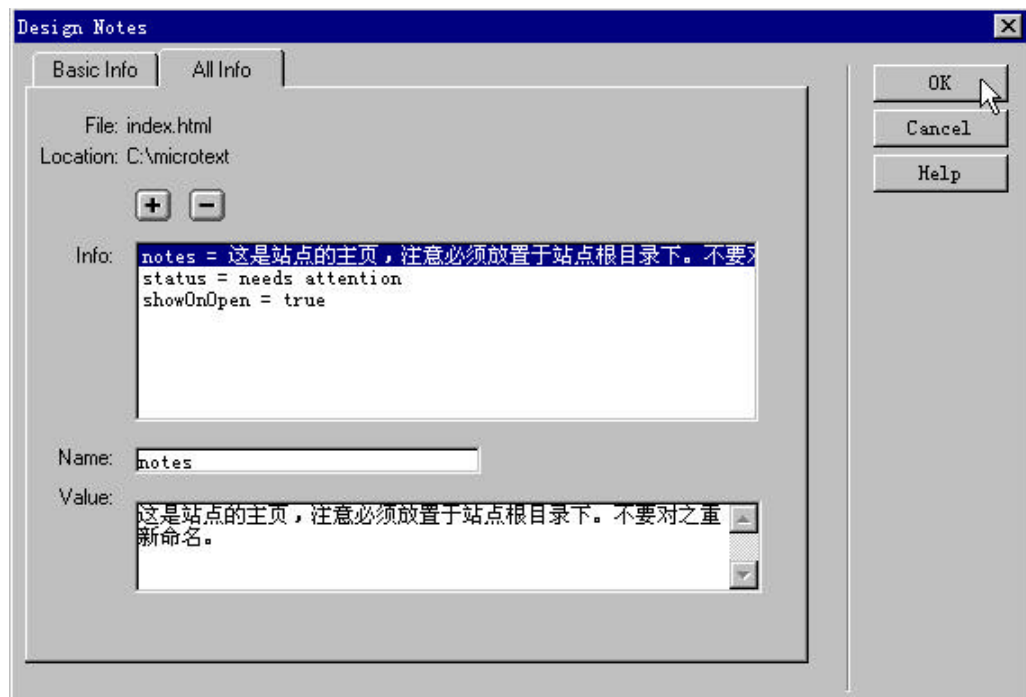 Design Notes
Basic Info
All Info
OK
Cancel
Help
File: index.html
Location: C:\microtext
+ −
Info:
notes = 这是站点的主页，注意必须放置于站点根目录下。不要对
status = needs attention
showOnOpen = true
Name:
notes
Value:
这是站点的主页，注意必须放置于站点根目录下。不要对之重
新命名。